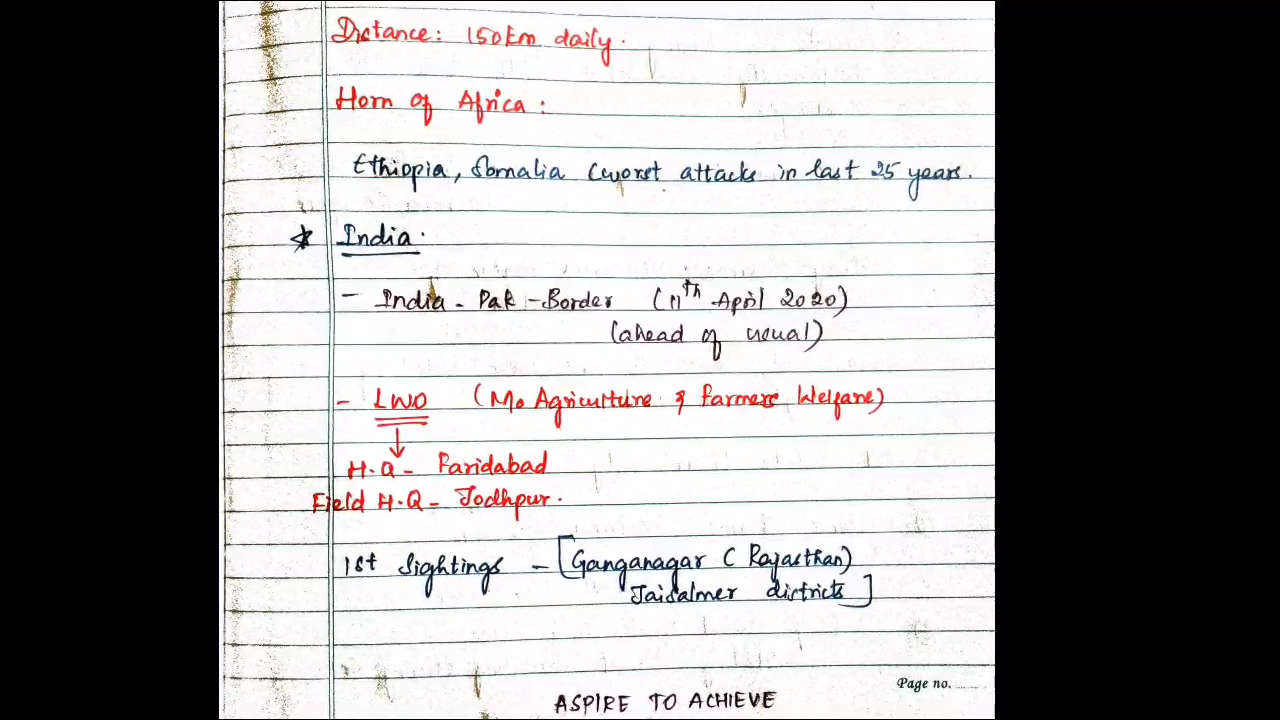 Distance: 150km daily.
Horn of Africa:
Ethiopia, Somalia (worst attacks in last 25 years.
* India.
- India - Pak - Border (11th April 2020)
(ahead of usual)
- LWO (Mo Agriculture & Farmers Welfare)
↓
H.Q - Faridabad
Field H.Q - Jodhpur.
1st Sightings - [Ganganagar ( Rajasthan)
Jaisalmer districts]
Page no. ......
ASPIRE TO ACHIEVE